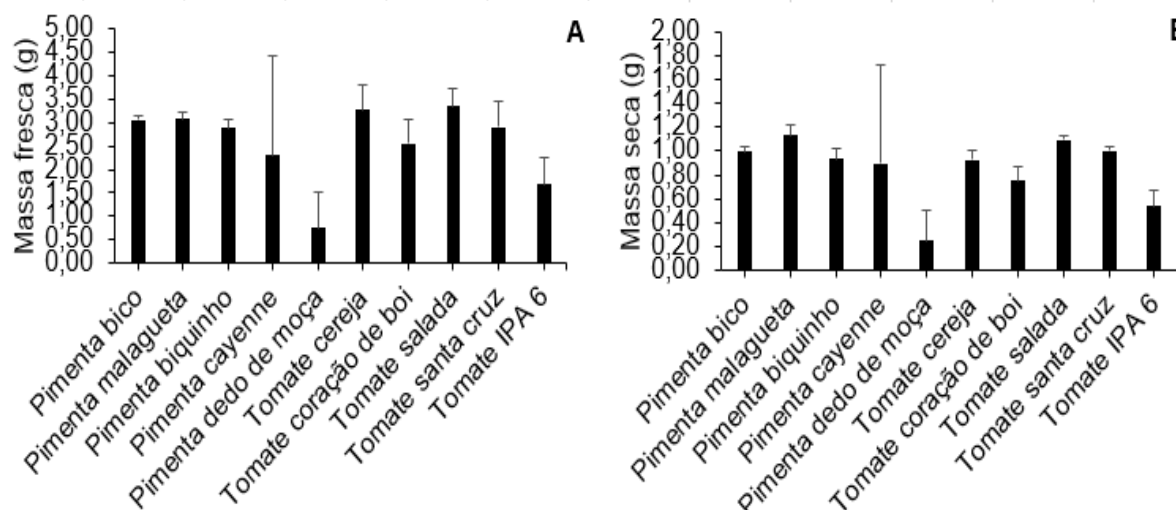 A
Massa fresca (g)
5,00
4,50
4,00
3,50
3,00
2,50
2,00
1,50
1,00
0,50
0,00
Pimenta bico
Pimenta malagueta
Pimenta biquinho
Pimenta cayenne
Pimenta dedo de moça
Tomate cereja
Tomate coração de boi
Tomate salada
Tomate santa cruz
Tomate IPA 6
Massa seca (g)
2,00
1,80
1,60
1,40
1,20
1,00
0,80
0,60
0,40
0,20
0,00
Pimenta bico
Pimenta malagueta
Pimenta biquinho
Pimenta cayenne
Pimenta dedo de moça
Tomate cereja
Tomate coração de boi
Tomate salada
Tomate santa cruz
Tomate IPA 6